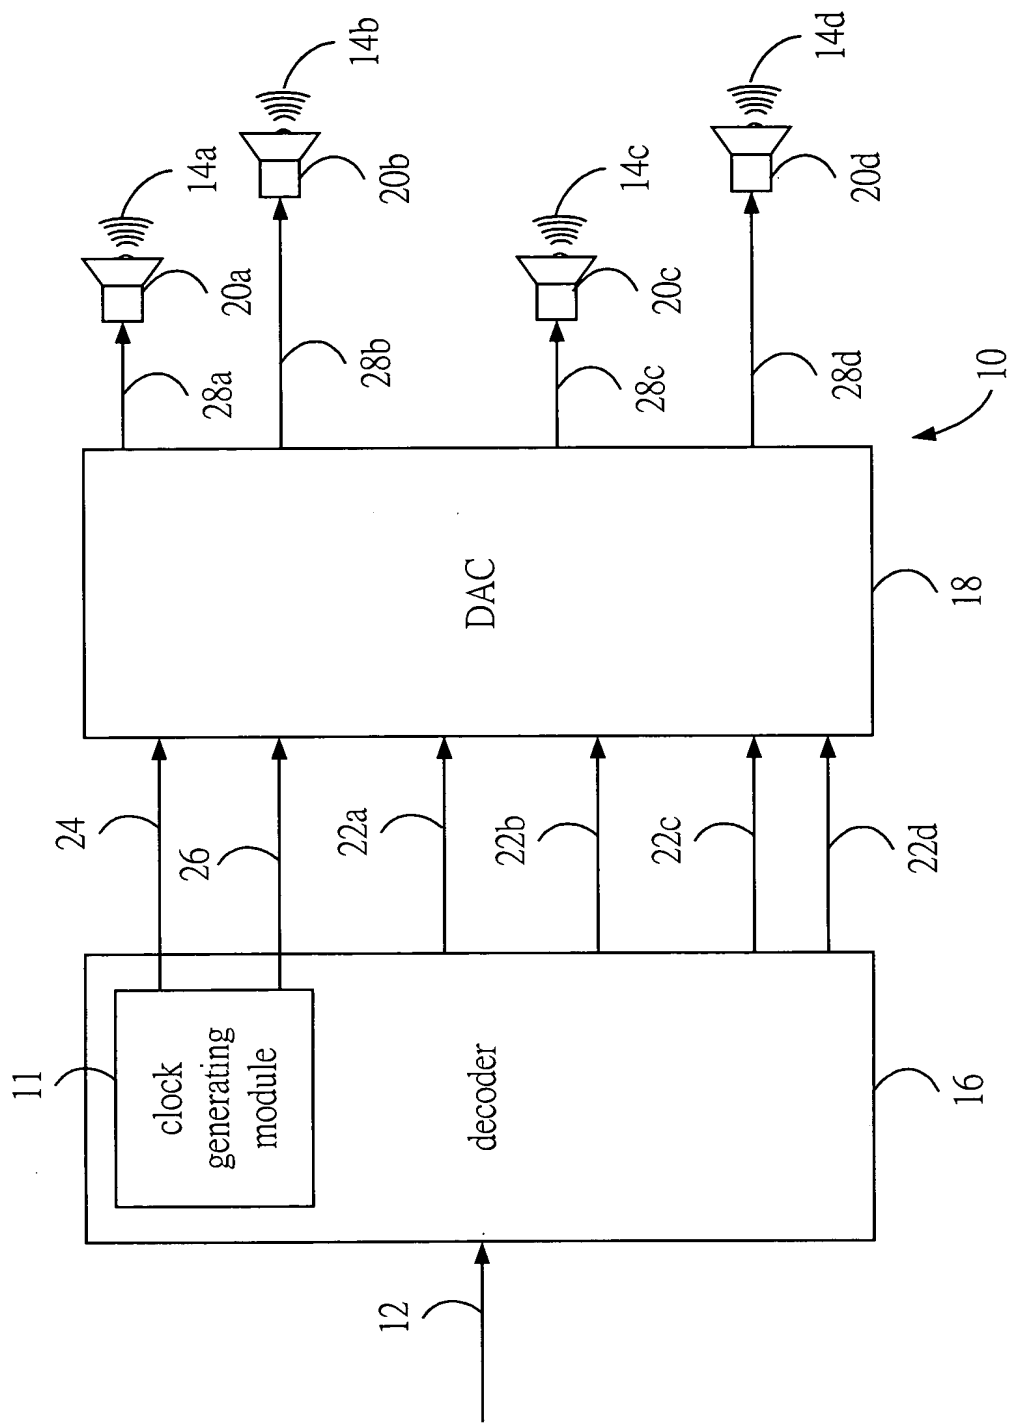 11
clock
generating
module
decoder
16
12
24
26
22a
22b
22c
22d
DAC
18
28a
28b
28c
28d
20a
20b
20c
20d
14a
14b
14c
14d
10